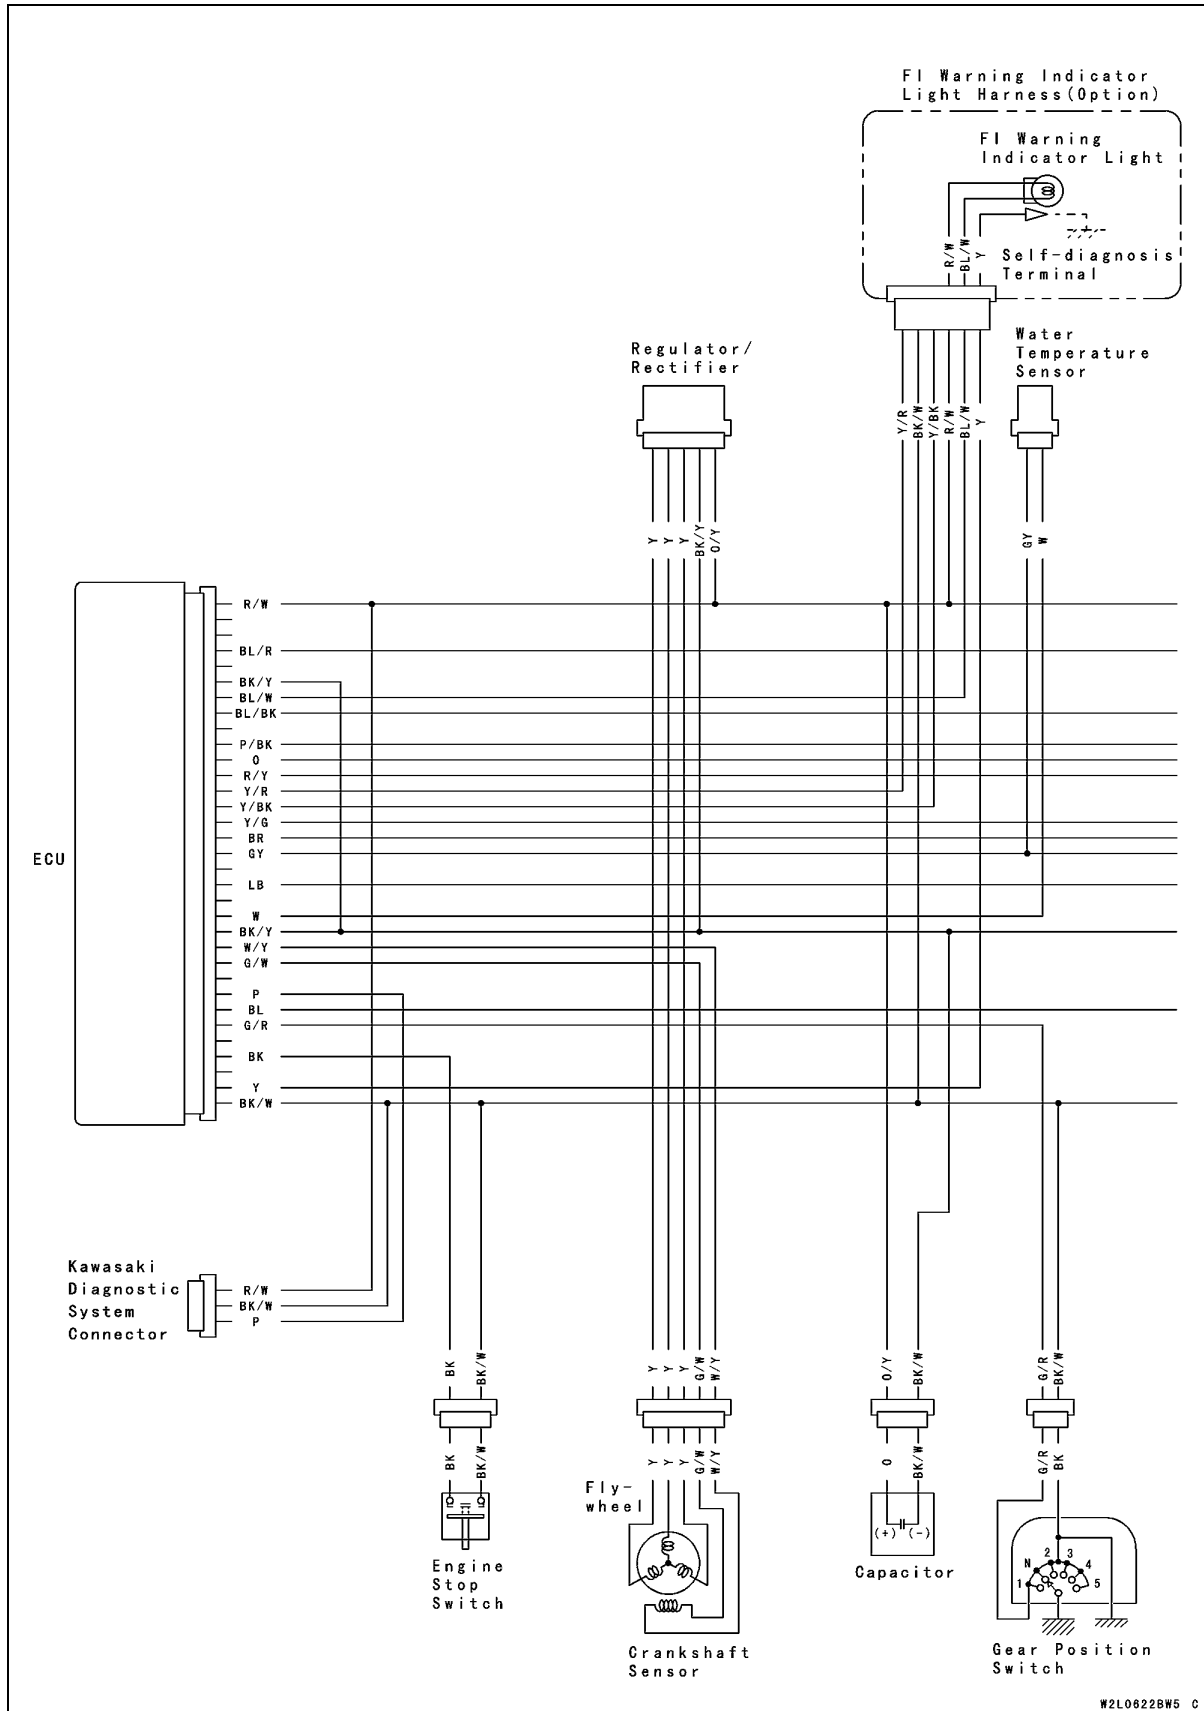 FI Warning Indicator
Light Harness(Option)
FI Warning
Indicator Light
R/W
BL/W
Y
Self-diagnosis
Terminal
Regulator/
Rectifier
Water
Temperature
Sensor
Y/R
BK/W
Y/BK
R/W
BL/W
Y
Y
Y
Y
BK/Y
O/Y
GY
W
ECU
R/W
BL/R
BK/Y
BL/W
BL/BK
P/BK
O
R/Y
Y/R
Y/BK
Y/G
BR
GY
LB
W
BK/Y
W/Y
G/W
P
BL
G/R
BK
Y
BK/W
Kawasaki
Diagnostic
System
Connector
R/W
BK/W
P
BK
BK/W
Y
Y
Y
G/W
W/Y
O/Y
BK/W
G/R
BK/W
BK
BK/W
Y
Y
Y
G/W
W/Y
O
BK/W
G/R
BK
Fly-
wheel
(+)
(-)
1
N
2
3
4
5
Engine
Stop
Switch
Crankshaft
Sensor
Capacitor
Gear Position
Switch
W2L0622BW5 C